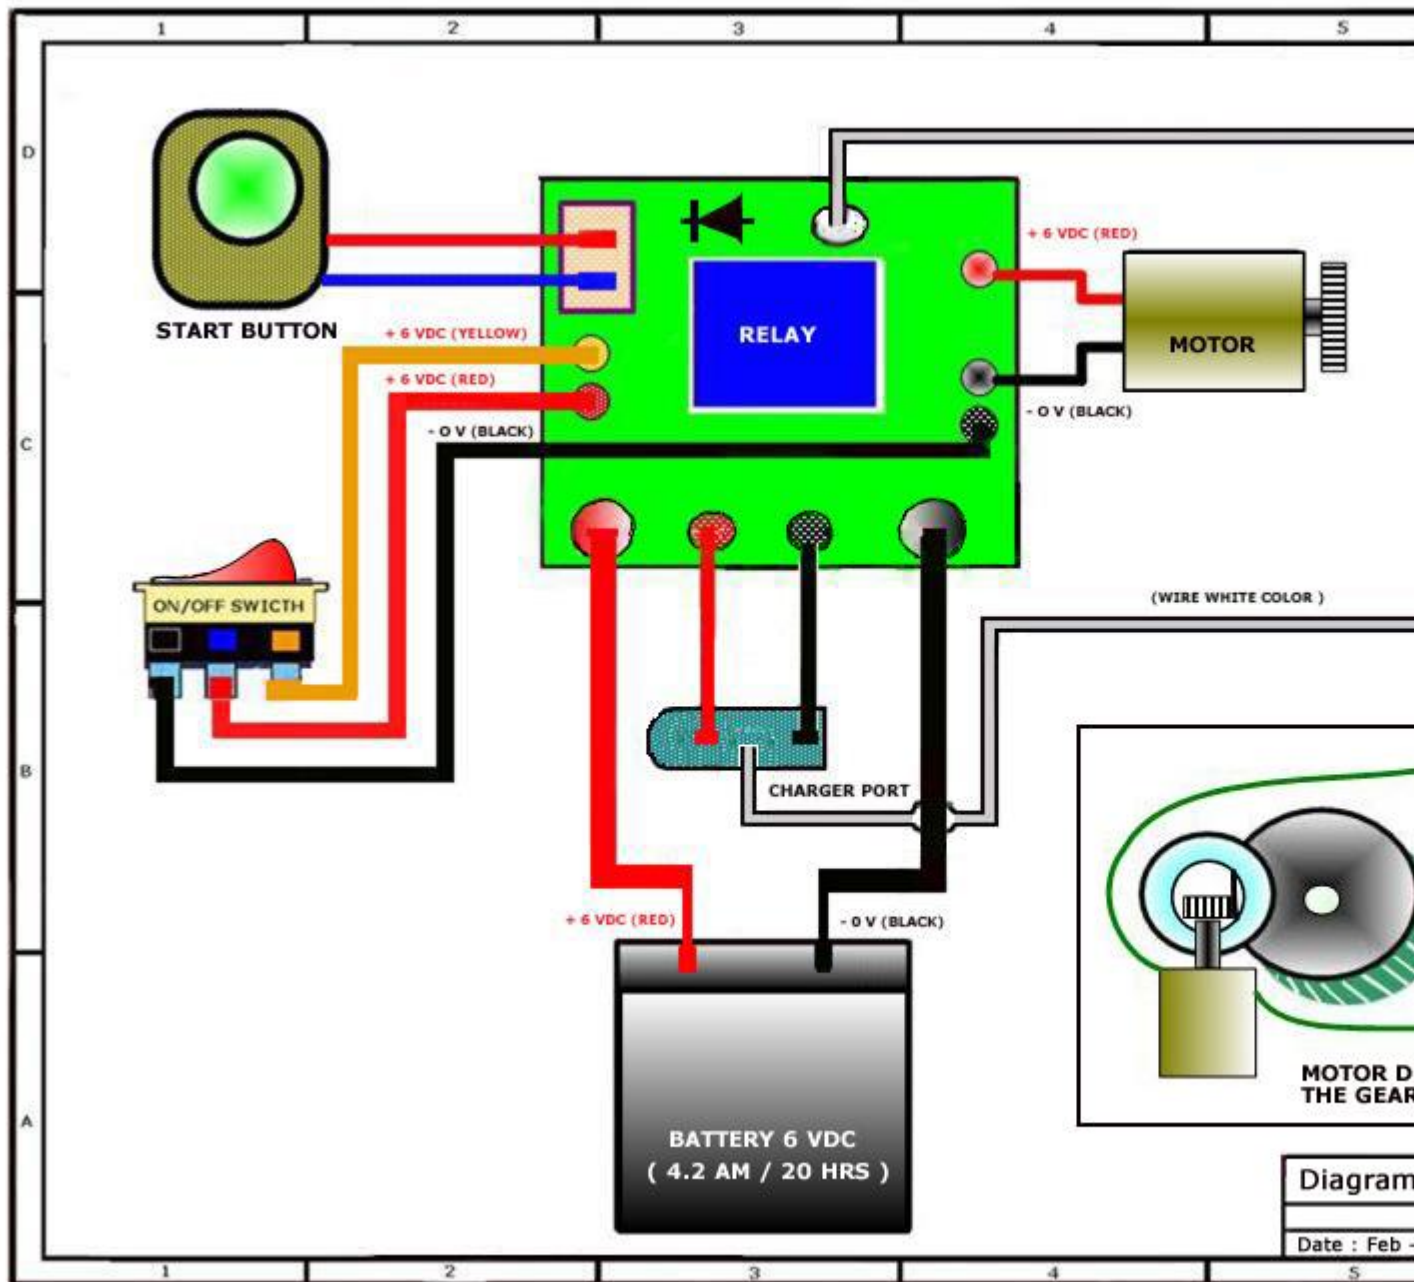 1 2 3 4 5
D
START BUTTON
+ 6 VDC (RED)
RELAY
MOTOR
+ 6 VDC (YELLOW)
+ 6 VDC (RED)
- O V (BLACK)
- O V (BLACK)
C
ON/OFF SWICTH
(WIRE WHITE COLOR )
B
CHARGER PORT
+ 6 VDC (RED)
- 0 V (BLACK)
A
BATTERY 6 VDC
( 4.2 AM / 20 HRS )
MOTOR D
THE GEAR
Diagram
Date : Feb -
1 2 3 4 5